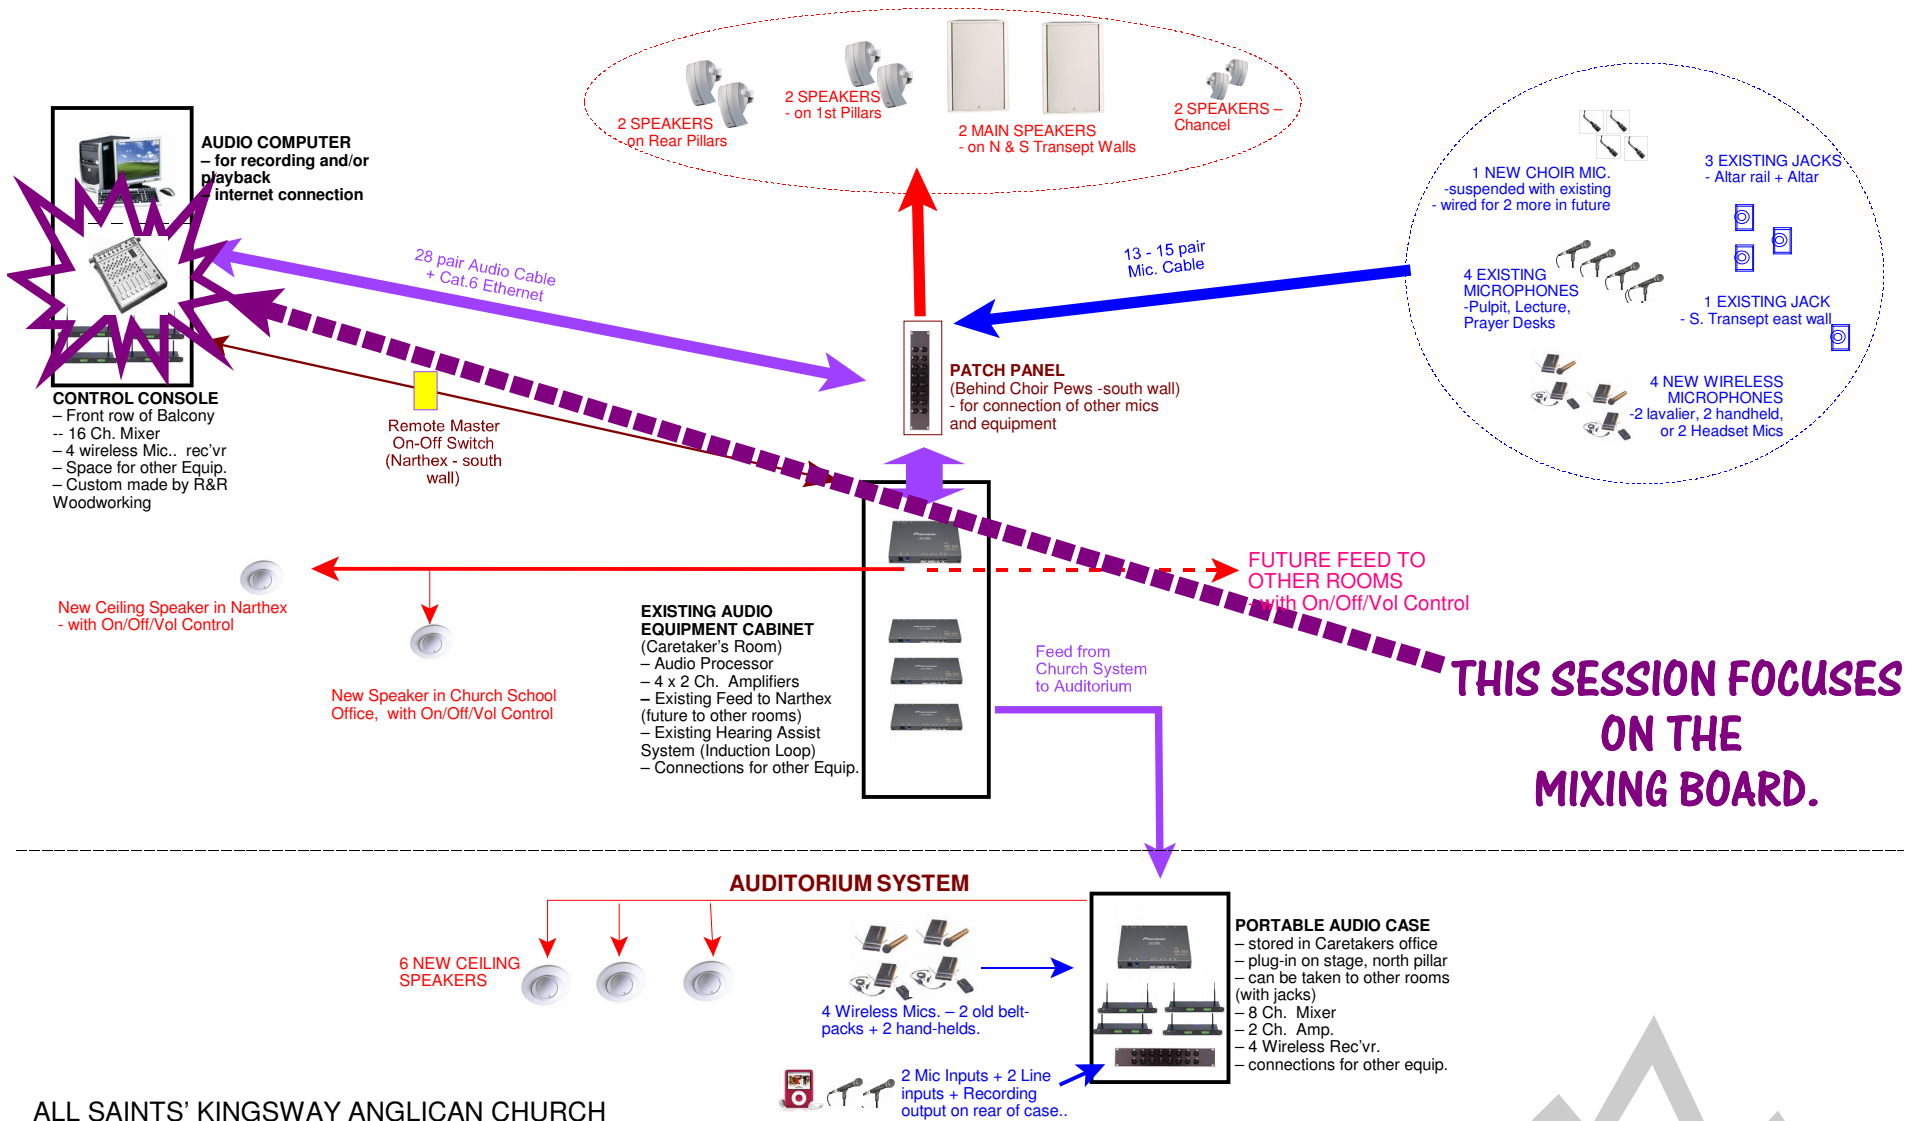 2 SPEAKERS
- on Rear Pillars
2 SPEAKERS
- on 1st Pillars
2 MAIN SPEAKERS
- on N & S Transept Walls
2 SPEAKERS –
Chancel
AUDIO COMPUTER
– for recording and/or
playback
– internet connection
28 pair Audio Cable
+ Cat.6 Ethernet
13 - 15 pair
Mic. Cable
1 NEW CHOIR MIC.
-suspended with existing
- wired for 2 more in future
3 EXISTING JACKS
- Altar rail + Altar
4 EXISTING
MICROPHONES
-Pulpit, Lecture,
Prayer Desks
1 EXISTING JACK
- S. Transept east wall
4 NEW WIRELESS
MICROPHONES
-2 lavalier, 2 handheld,
or 2 Headset Mics
CONTROL CONSOLE
– Front row of Balcony
-- 16 Ch. Mixer
– 4 wireless Mic.. rec'vr
– Space for other Equip.
– Custom made by R&R
Woodworking
Remote Master
On-Off Switch
(Narthex - south
wall)
PATCH PANEL
(Behind Choir Pews -south wall)
- for connection of other mics
and equipment
New Ceiling Speaker in Narthex
- with On/Off/Vol Control
New Speaker in Church School
Office, with On/Off/Vol Control
EXISTING AUDIO
EQUIPMENT CABINET
(Caretaker's Room)
– Audio Processor
– 4 x 2 Ch. Amplifiers
– Existing Feed to Narthex
(future to other rooms)
– Existing Hearing Assist
System (Induction Loop)
– Connections for other Equip.
FUTURE FEED TO
OTHER ROOMS
- with On/Off/Vol Control
Feed from
Church System
to Auditorium
THIS SESSION FOCUSES
ON THE
MIXING BOARD.
AUDITORIUM SYSTEM
6 NEW CEILING
SPEAKERS
4 Wireless Mics. – 2 old belt-
packs + 2 hand-helds.
2 Mic Inputs + 2 Line
inputs + Recording
output on rear of case..
PORTABLE AUDIO CASE
– stored in Caretakers office
– plug-in on stage, north pillar
– can be taken to other rooms
(with jacks)
– 8 Ch. Mixer
– 2 Ch. Amp.
– 4 Wireless Rec'vr.
– connections for other equip.
ALL SAINTS' KINGSWAY ANGLICAN CHURCH